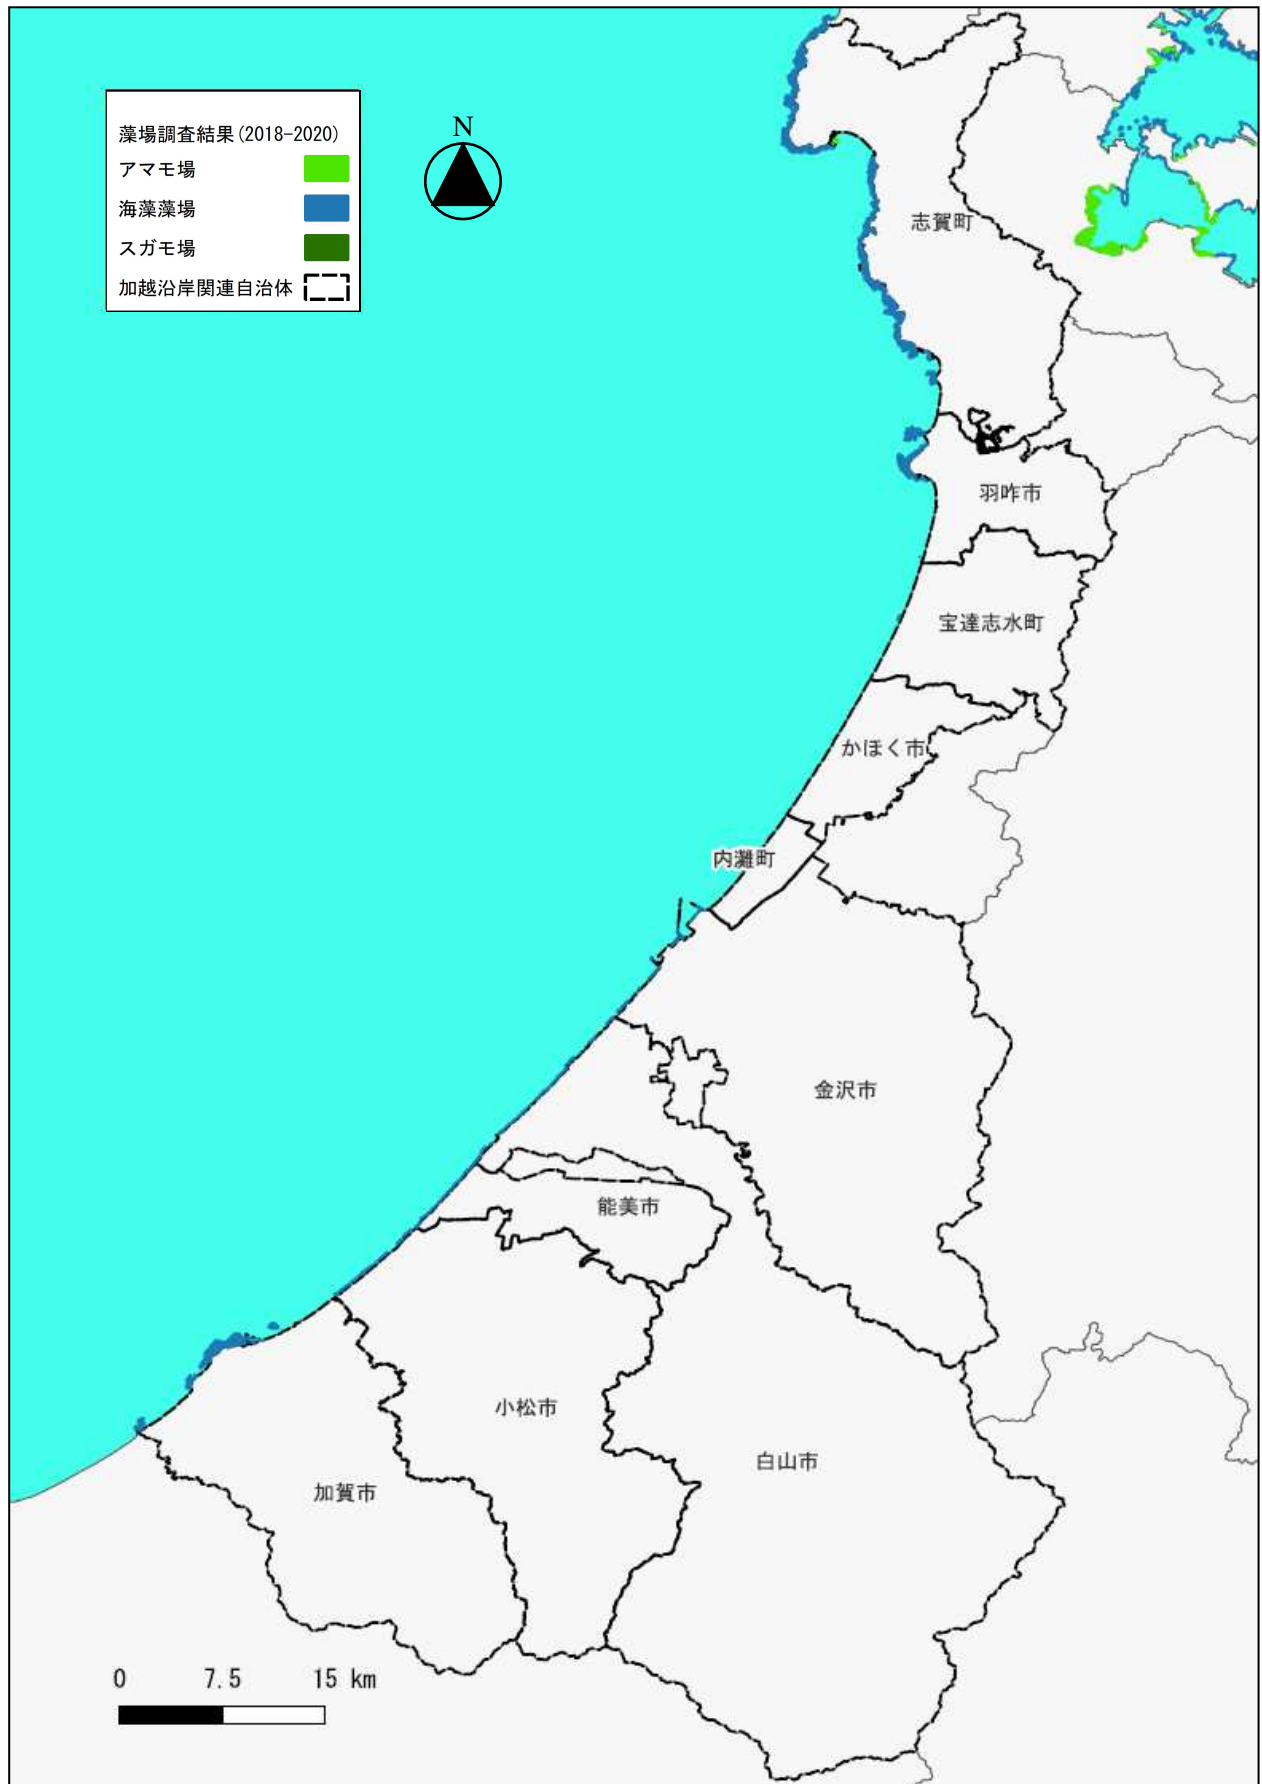 藻場調査結果(2018-2020)
アマモ場
海藻藻場
スガモ場
加越沿岸関連自治体
N
志賀町
羽咋市
宝達志水町
かほく市
内灘町
金沢市
能美市
小松市
白山市
加賀市
0 7.5 15 km